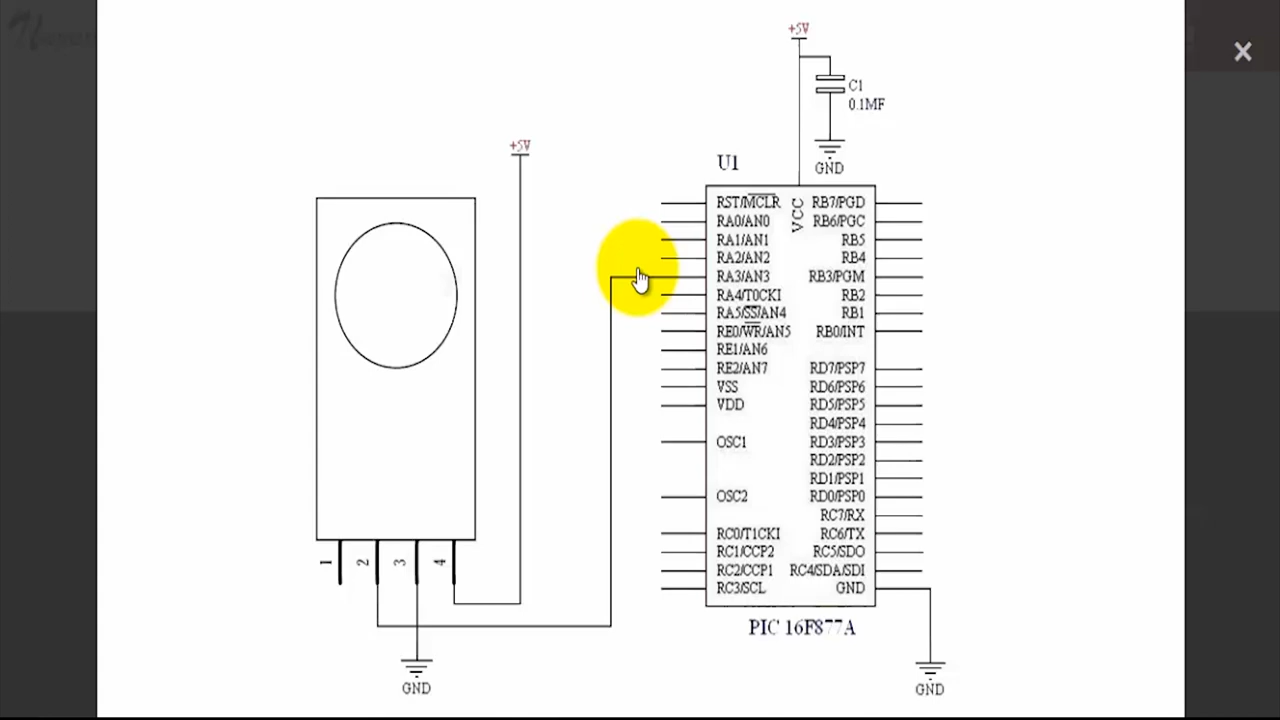 +5V
C1
0.1MF
GND
+5V
U1
VCC
RST/MCLR
RA0/AN0
RA1/AN1
RA2/AN2
RA3/AN3
RA4/T0CKI
RA5/SS/AN4
RE0/WR/AN5
RE1/AN6
RE2/AN7
VSS
VDD
OSC1
OSC2
RC0/T1CKI
RC1/CCP2
RC2/CCP1
RC3/SCL
RB7/PGD
RB6/PGC
RB5
RB4
RB3/PGM
RB2
RB1
RB0/INT
RD7/PSP7
RD6/PSP6
RD5/PSP5
RD4/PSP4
RD3/PSP3
RD2/PSP2
RD1/PSP1
RD0/PSP0
RC7/RX
RC6/TX
RC5/SDO
RC4/SDA/SDI
GND
1
2
3
4
PIC 16F877A
GND
GND